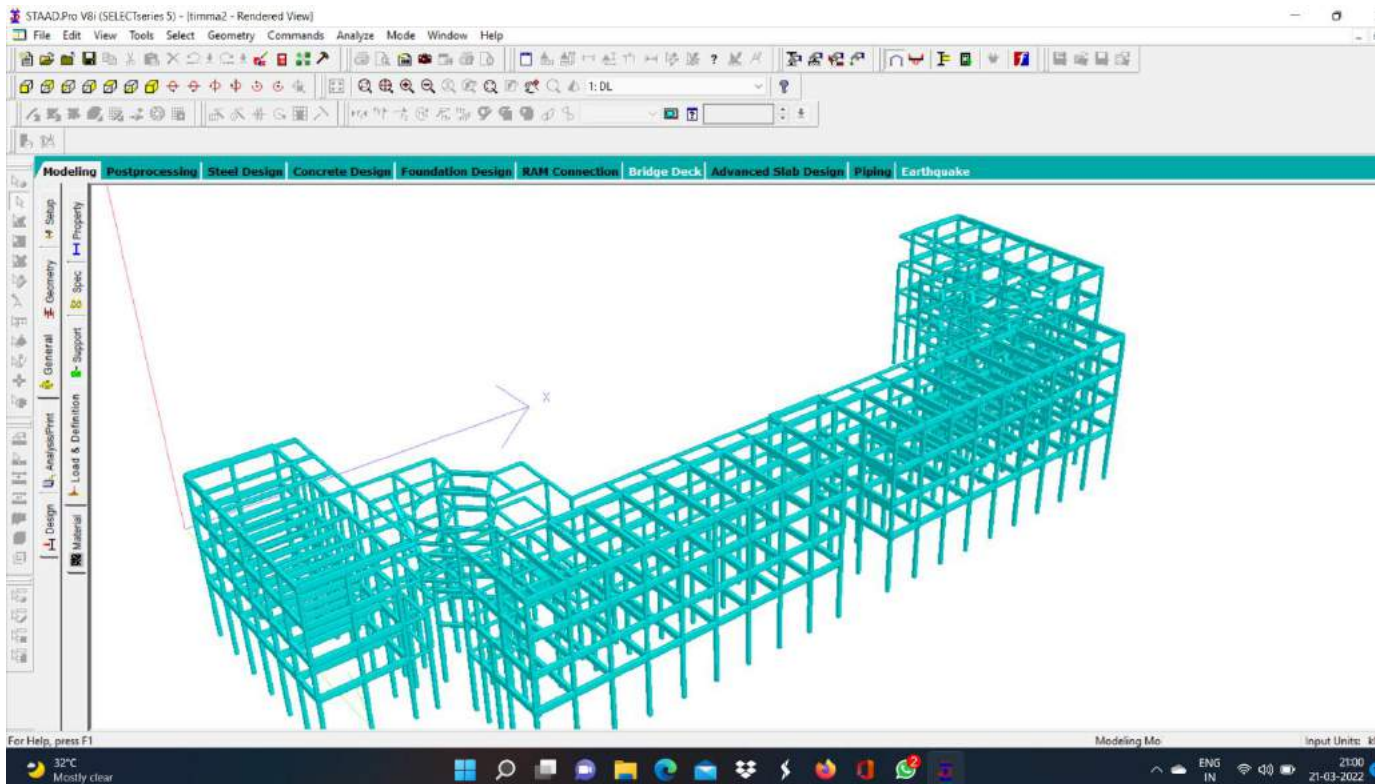 STAAD.Pro V8i (SELECTseries 5) - [timma2 - Rendered View]
File Edit View Tools Select Geometry Commands Analyze Mode Window Help
1: DL
Modeling Postprocessing Steel Design Concrete Design Foundation Design RAM Connection Bridge Deck Advanced Slab Design Piping Earthquake
Setup
Geometry
General
Analysis/Print
Design
Property
Spec
Support
Load & Definition
Material
X
For Help, press F1
Modeling Mo
Input Units:
32°C
Mostly clear
2
ENG
IN
21:00
21-03-2022